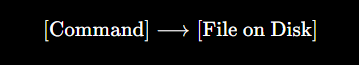 [Command] ⟶ [File on Disk]